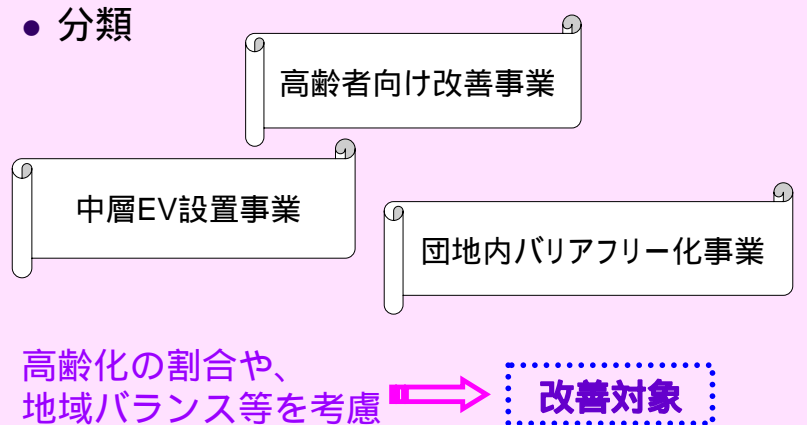 ● 分類
高齢者向け改善事業
中層EV設置事業
団地内バリアフリー化事業
高齢化の割合や、
地域バランス等を考慮
改善対象